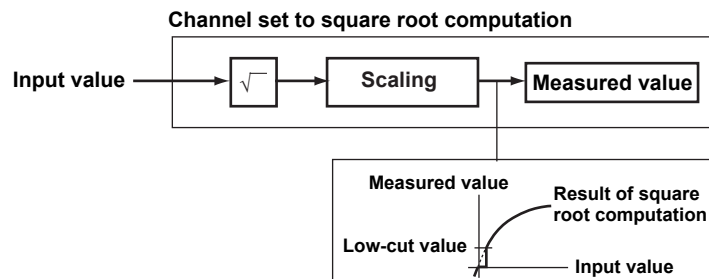 Channel set to square root computation
Input value
√
Scaling
Measured value
Measured value
Result of square
root computation
Low-cut value
Input value